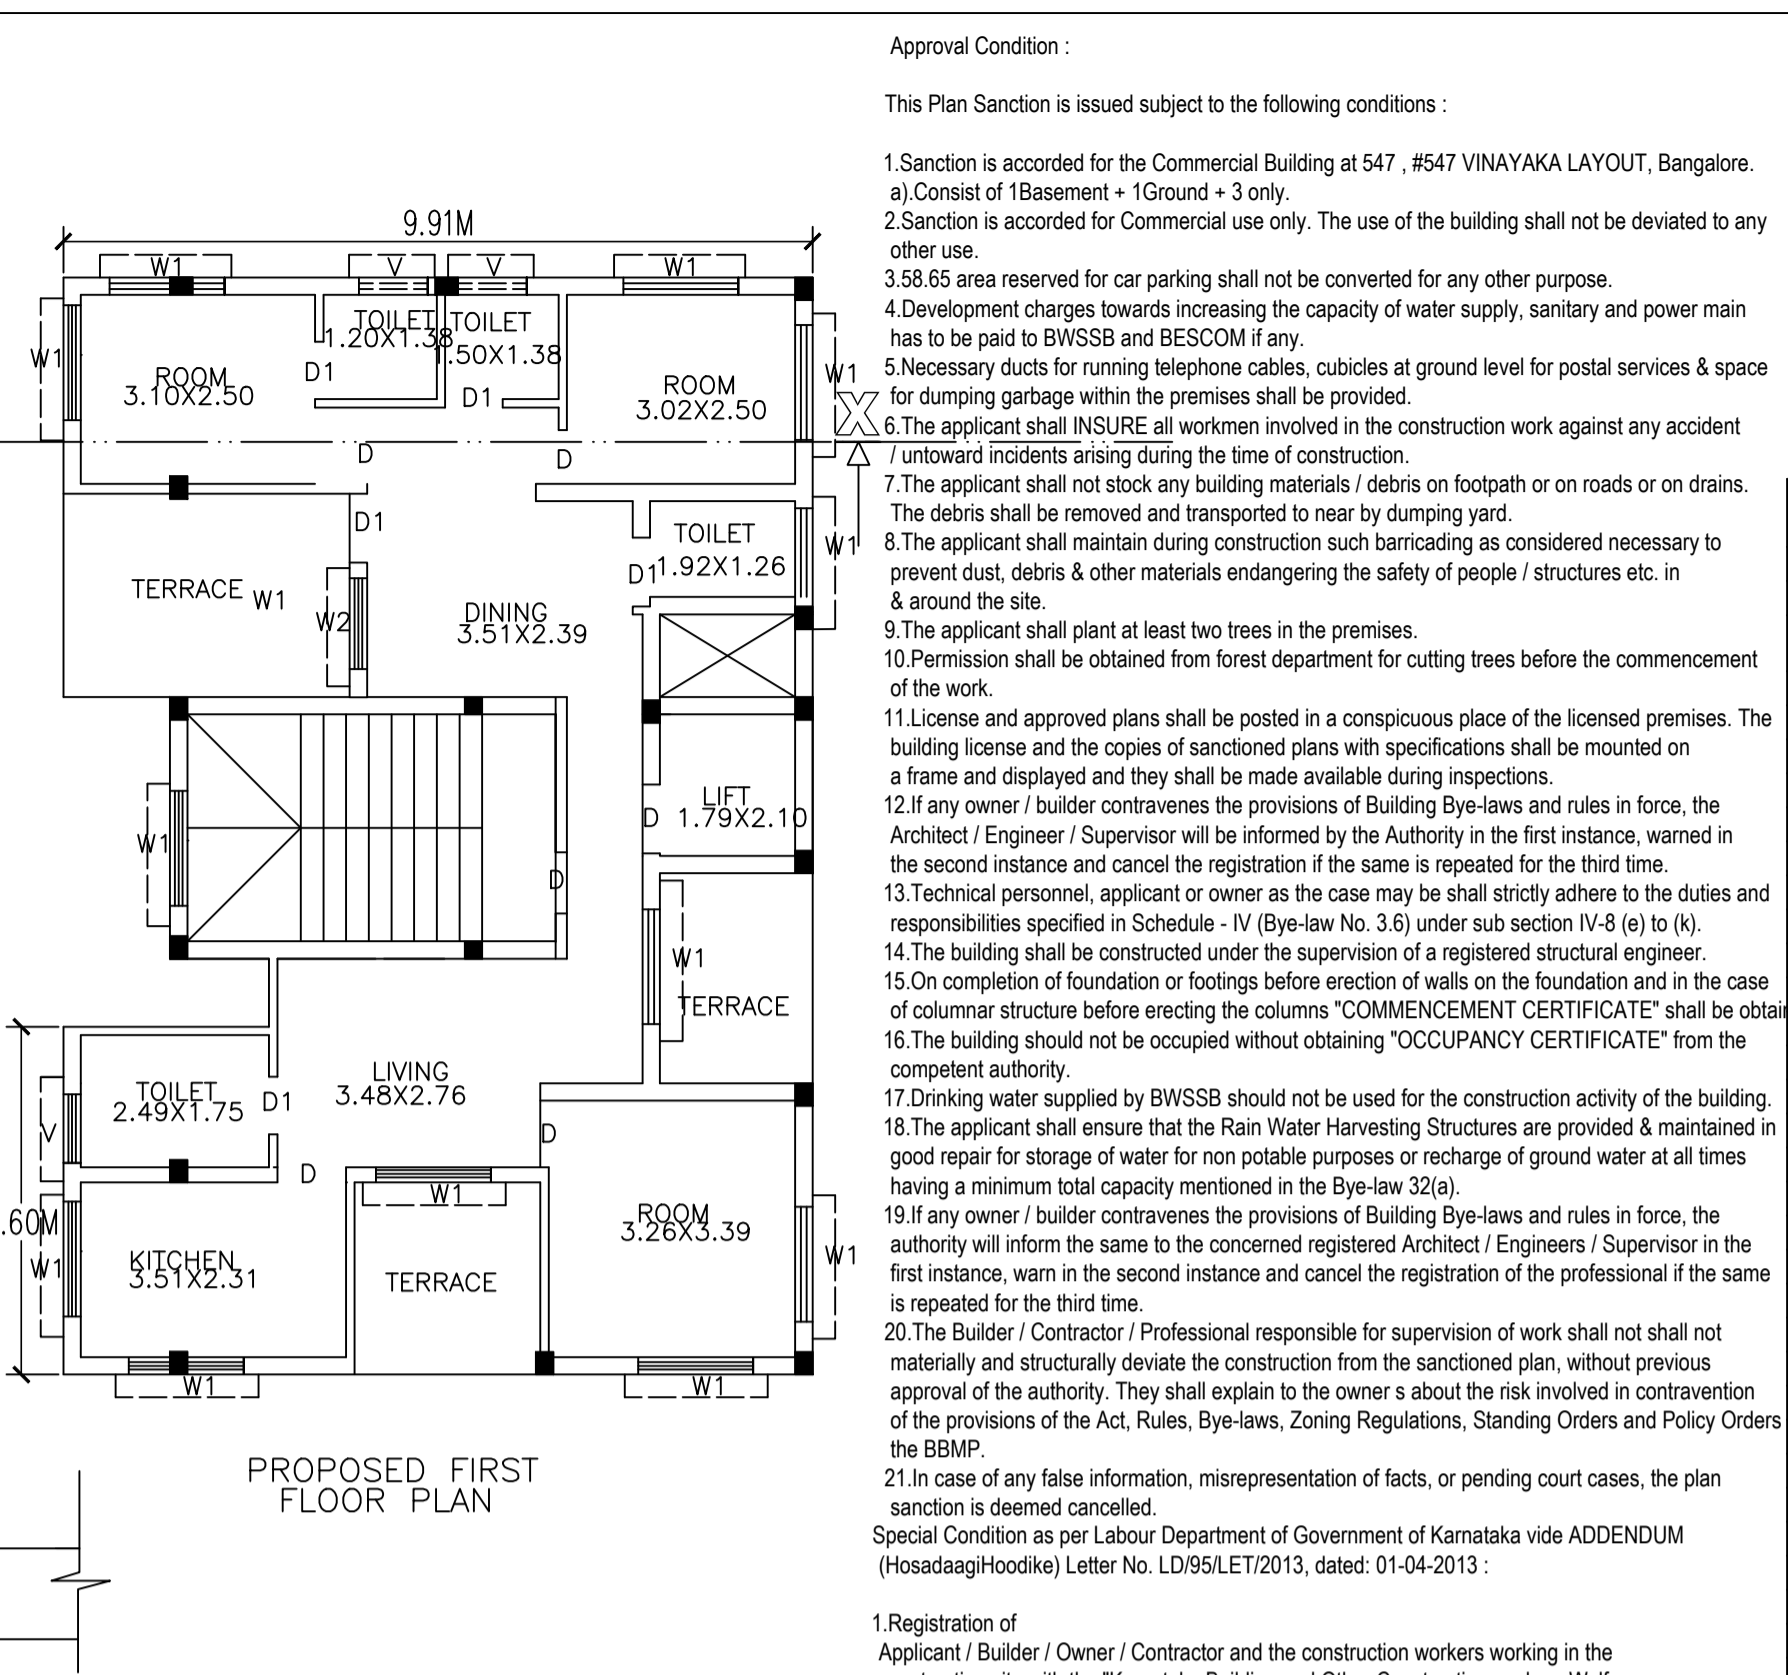 9.91M
W1
V
V
W1
TOILET
1.20X1.38
TOILET
1.50X1.38
W1
ROOM
3.10X2.50
D1
D1
ROOM
3.02X2.50
W1
X
D
D
D1
TOILET
1.92X1.26
D1
W1
TERRACE
W1
W2
DINING
3.51X2.39
LIFT
1.79X2.10
D
W1
D
W1
TERRACE
LIVING
3.48X2.76
TOILET
2.49X1.75
D1
V
D
D
W1
.60M
W1
KITCHEN
3.51X2.31
TERRACE
ROOM
3.26X3.39
W1
W1
W1
PROPOSED FIRST
FLOOR PLAN
Approval Condition :
This Plan Sanction is issued subject to the following conditions :
1.Sanction is accorded for the Commercial Building at 547 , #547 VINAYAKA LAYOUT, Bangalore.
a).Consist of 1Basement + 1Ground + 3 only.
2.Sanction is accorded for Commercial use only. The use of the building shall not be deviated to any
other use.
3.58.65 area reserved for car parking shall not be converted for any other purpose.
4.Development charges towards increasing the capacity of water supply, sanitary and power main
has to be paid to BWSSB and BESCOM if any.
5.Necessary ducts for running telephone cables, cubicles at ground level for postal services & space
for dumping garbage within the premises shall be provided.
6.The applicant shall INSURE all workmen involved in the construction work against any accident
/ untoward incidents arising during the time of construction.
7.The applicant shall not stock any building materials / debris on footpath or on roads or on drains.
The debris shall be removed and transported to near by dumping yard.
8.The applicant shall maintain during construction such barricading as considered necessary to
prevent dust, debris & other materials endangering the safety of people / structures etc. in
& around the site.
9.The applicant shall plant at least two trees in the premises.
10.Permission shall be obtained from forest department for cutting trees before the commencement
of the work.
11.License and approved plans shall be posted in a conspicuous place of the licensed premises. The
building license and the copies of sanctioned plans with specifications shall be mounted on
a frame and displayed and they shall be made available during inspections.
12.If any owner / builder contravenes the provisions of Building Bye-laws and rules in force, the
Architect / Engineer / Supervisor will be informed by the Authority in the first instance, warned in
the second instance and cancel the registration if the same is repeated for the third time.
13.Technical personnel, applicant or owner as the case may be shall strictly adhere to the duties and
responsibilities specified in Schedule - IV (Bye-law No. 3.6) under sub section IV-8 (e) to (k).
14.The building shall be constructed under the supervision of a registered structural engineer.
15.On completion of foundation or footings before erection of walls on the foundation and in the case
of columnar structure before erecting the columns "COMMENCEMENT CERTIFICATE" shall be
16.The building should not be occupied without obtaining "OCCUPANCY CERTIFICATE" from the
competent authority.
17.Drinking water supplied by BWSSB should not be used for the construction activity of the building.
18.The applicant shall ensure that the Rain Water Harvesting Structures are provided & maintained in
good repair for storage of water for non potable purposes or recharge of ground water at all times
having a minimum total capacity mentioned in the Bye-law 32(a).
19.If any owner / builder contravenes the provisions of Building Bye-laws and rules in force, the
authority will inform the same to the concerned registered Architect / Engineers / Supervisor in the
first instance, warn in the second instance and cancel the registration of the professional if the same
is repeated for the third time.
20.The Builder / Contractor / Professional responsible for supervision of work shall not shall not
materially and structurally deviate the construction from the sanctioned plan, without previous
approval of the authority. They shall explain to the owner s about the risk involved in contravention
of the provisions of the Act, Rules, Bye-laws, Zoning Regulations, Standing Orders and Policy Orders
the BBMP.
21.In case of any false information, misrepresentation of facts, or pending court cases, the plan
sanction is deemed cancelled.
Special Condition as per Labour Department of Government of Karnataka vide ADDENDUM
(HosadaagiHoodike) Letter No. LD/95/LET/2013, dated: 01-04-2013 :
1.Registration of
Applicant / Builder / Owner / Contractor and the construction workers working in the